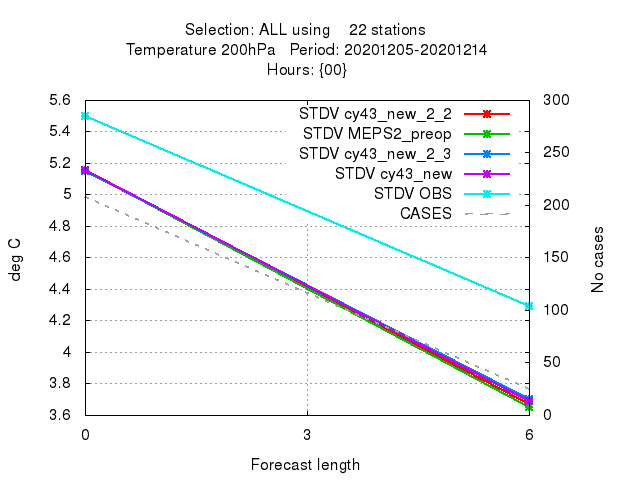 Selection: ALL using    22 stations
Temperature 200hPa   Period: 20201205-20201214
Hours: {00}
5.6
5.4
5.2
5
4.8
4.6
4.4
4.2
4
3.8
3.6
deg C
STDV cy43_new_2_2
STDV MEPS2_preop
STDV cy43_new_2_3
STDV cy43_new
STDV OBS
CASES
300
250
200
150
100
50
0
No cases
0 3 6
Forecast length